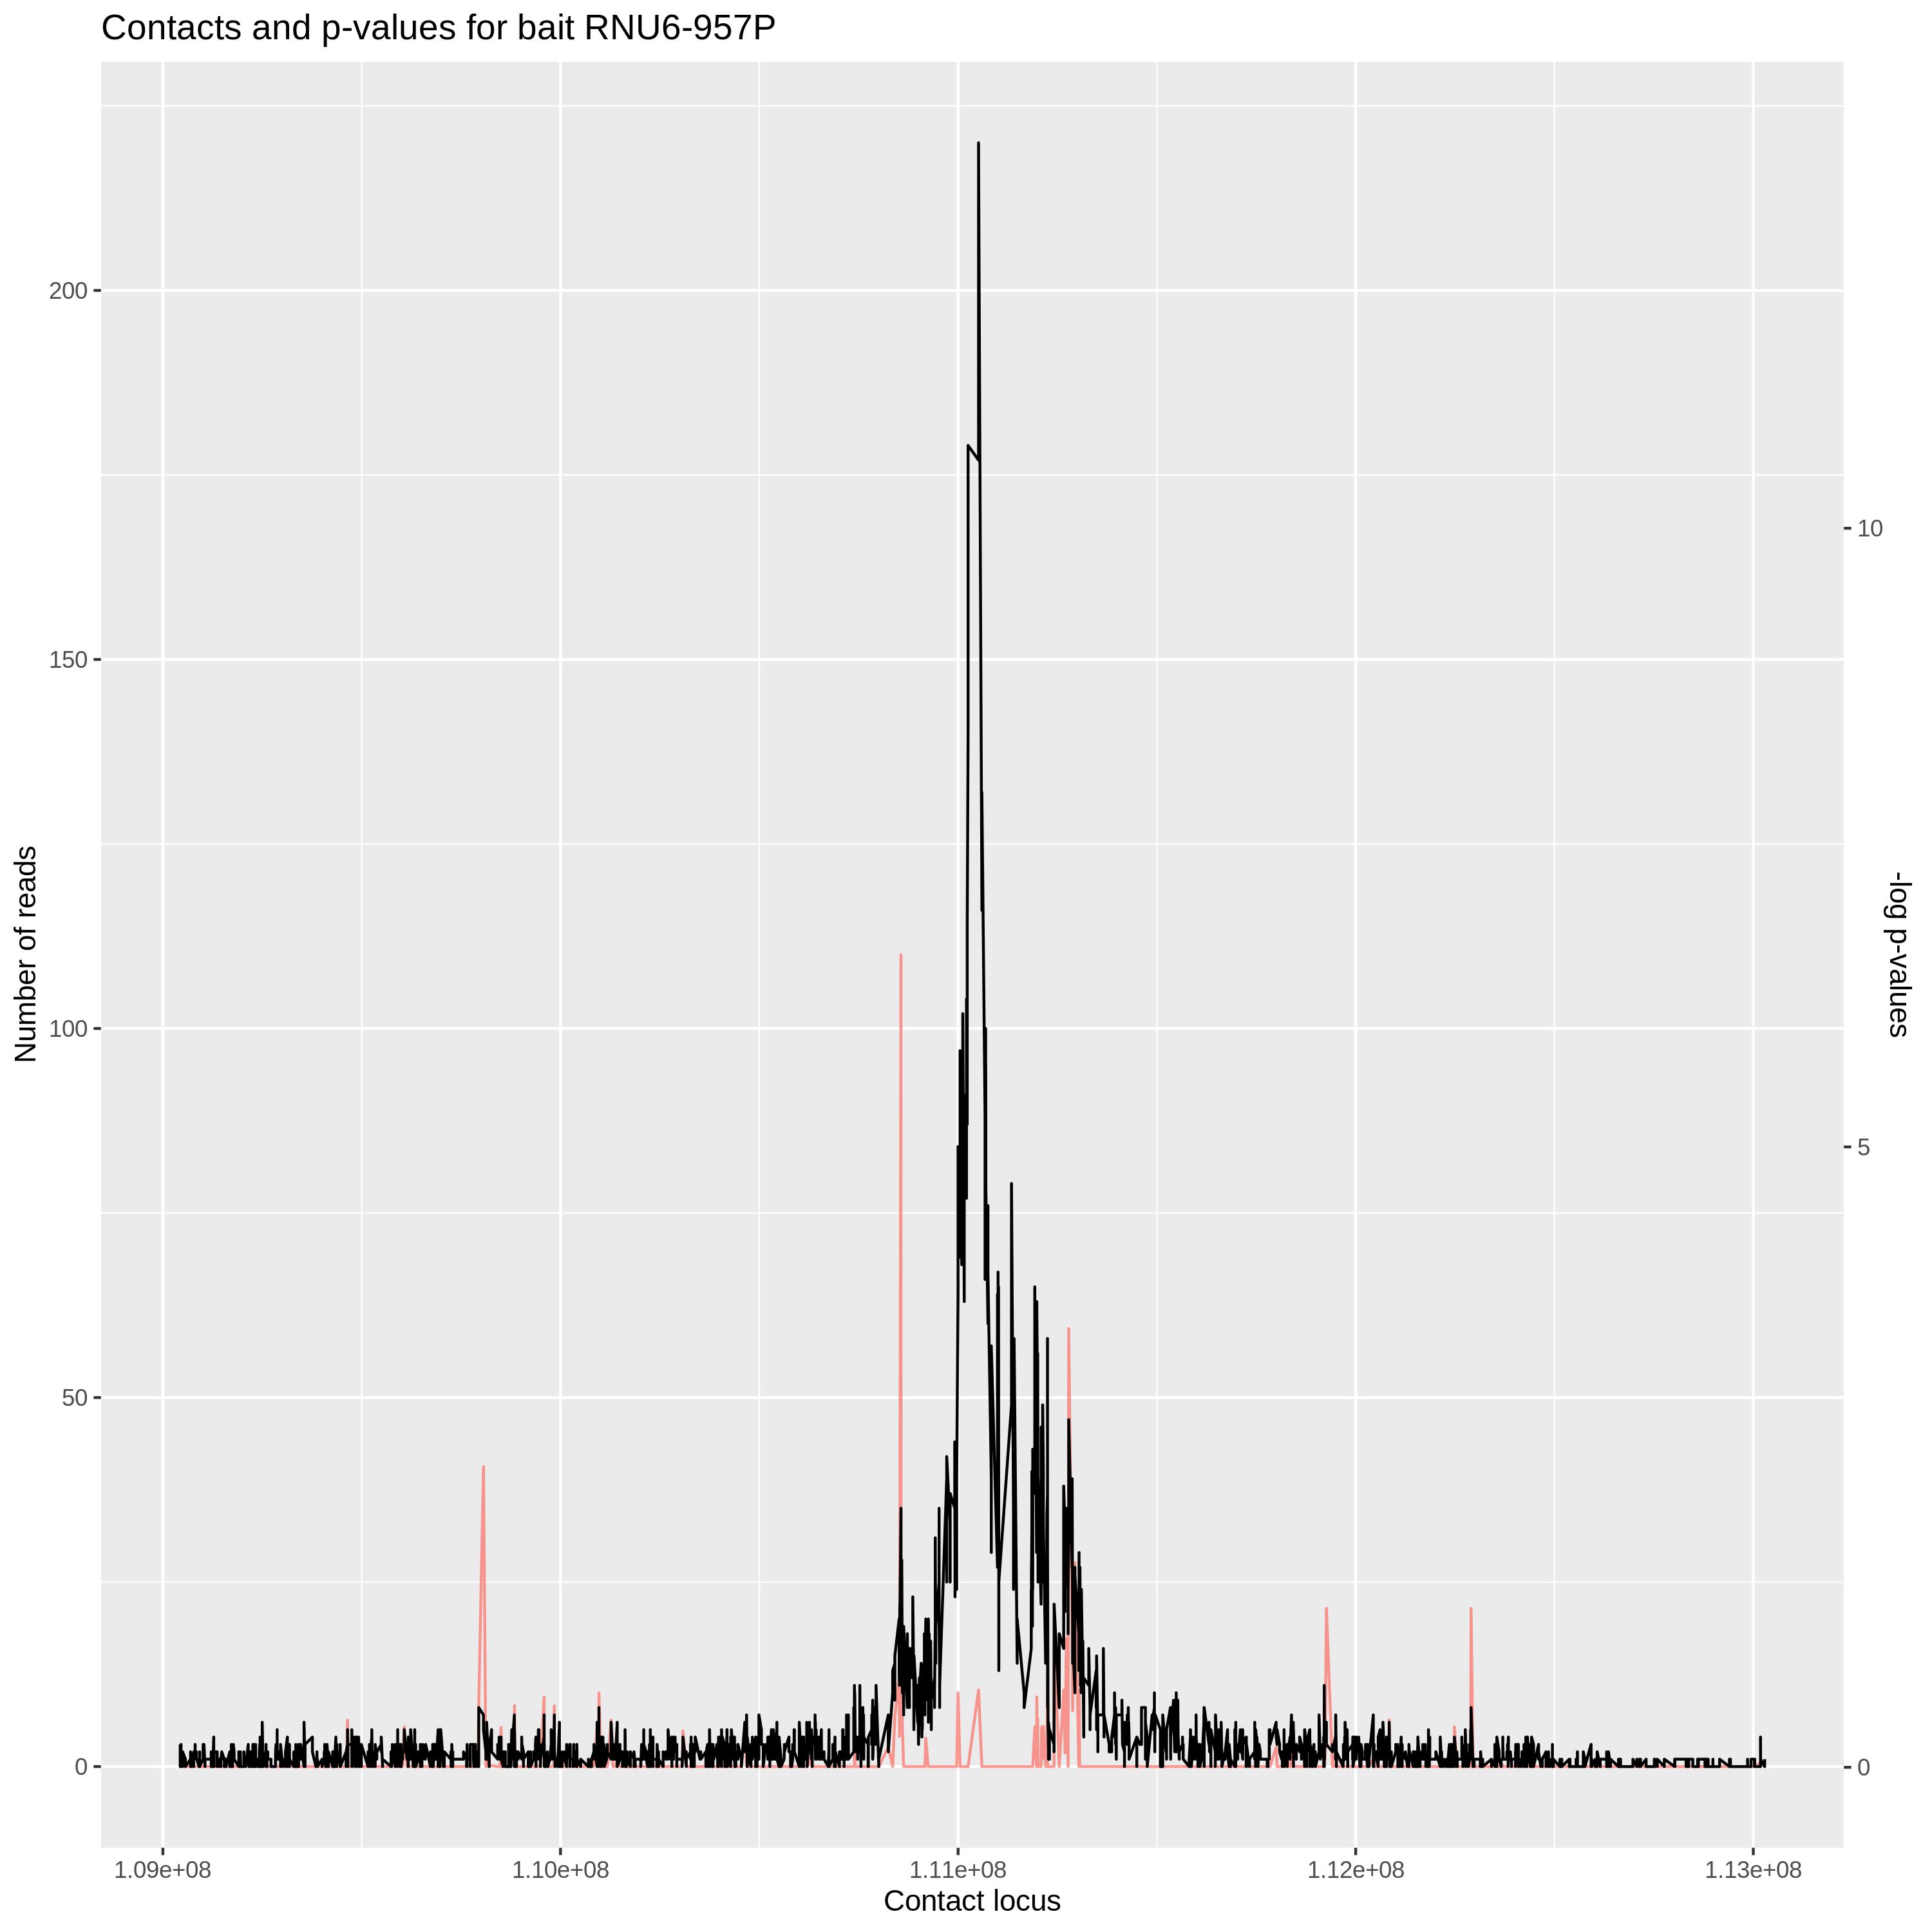 Contacts and p-values for bait RNU6-957P
200
150
100
50
0
Number of reads
10
5
0
-log p-values
1.09e+08 1.10e+08 1.11e+08 1.12e+08 1.13e+08
Contact locus